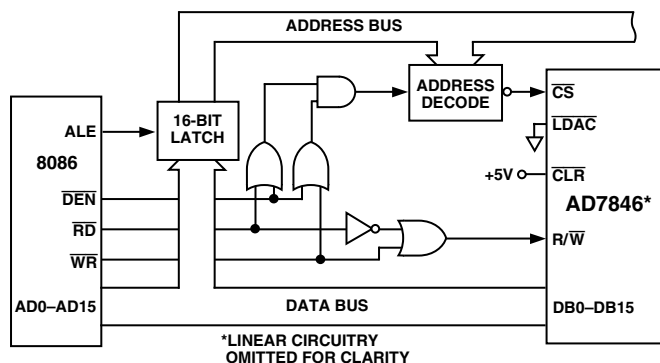 ADDRESS BUS
ALE
16-BIT
LATCH
ADDRESS
DECODE
CS
LDAC
8086
+5V
CLR
AD7846*
DEN
RD
R/W
WR
AD0–AD15
DATA BUS
DB0–DB15
*LINEAR CIRCUITRY
OMITTED FOR CLARITY